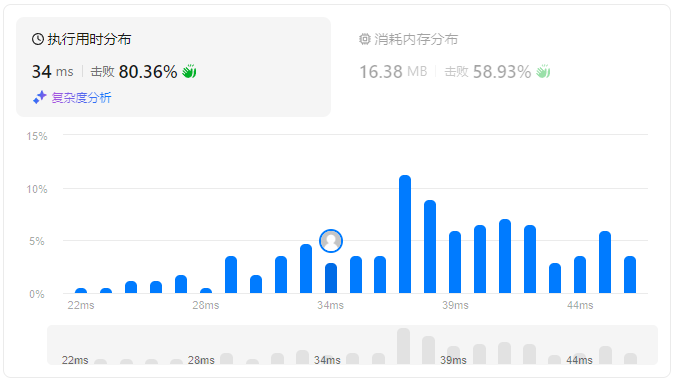 执行用时分布
34 ms 击败 80.36%
复杂度分析
消耗内存分布
16.38 MB 击败 58.93%
15%
10%
5%
0%
22ms 28ms 34ms 39ms 44ms
22ms 28ms 34ms 39ms 44ms